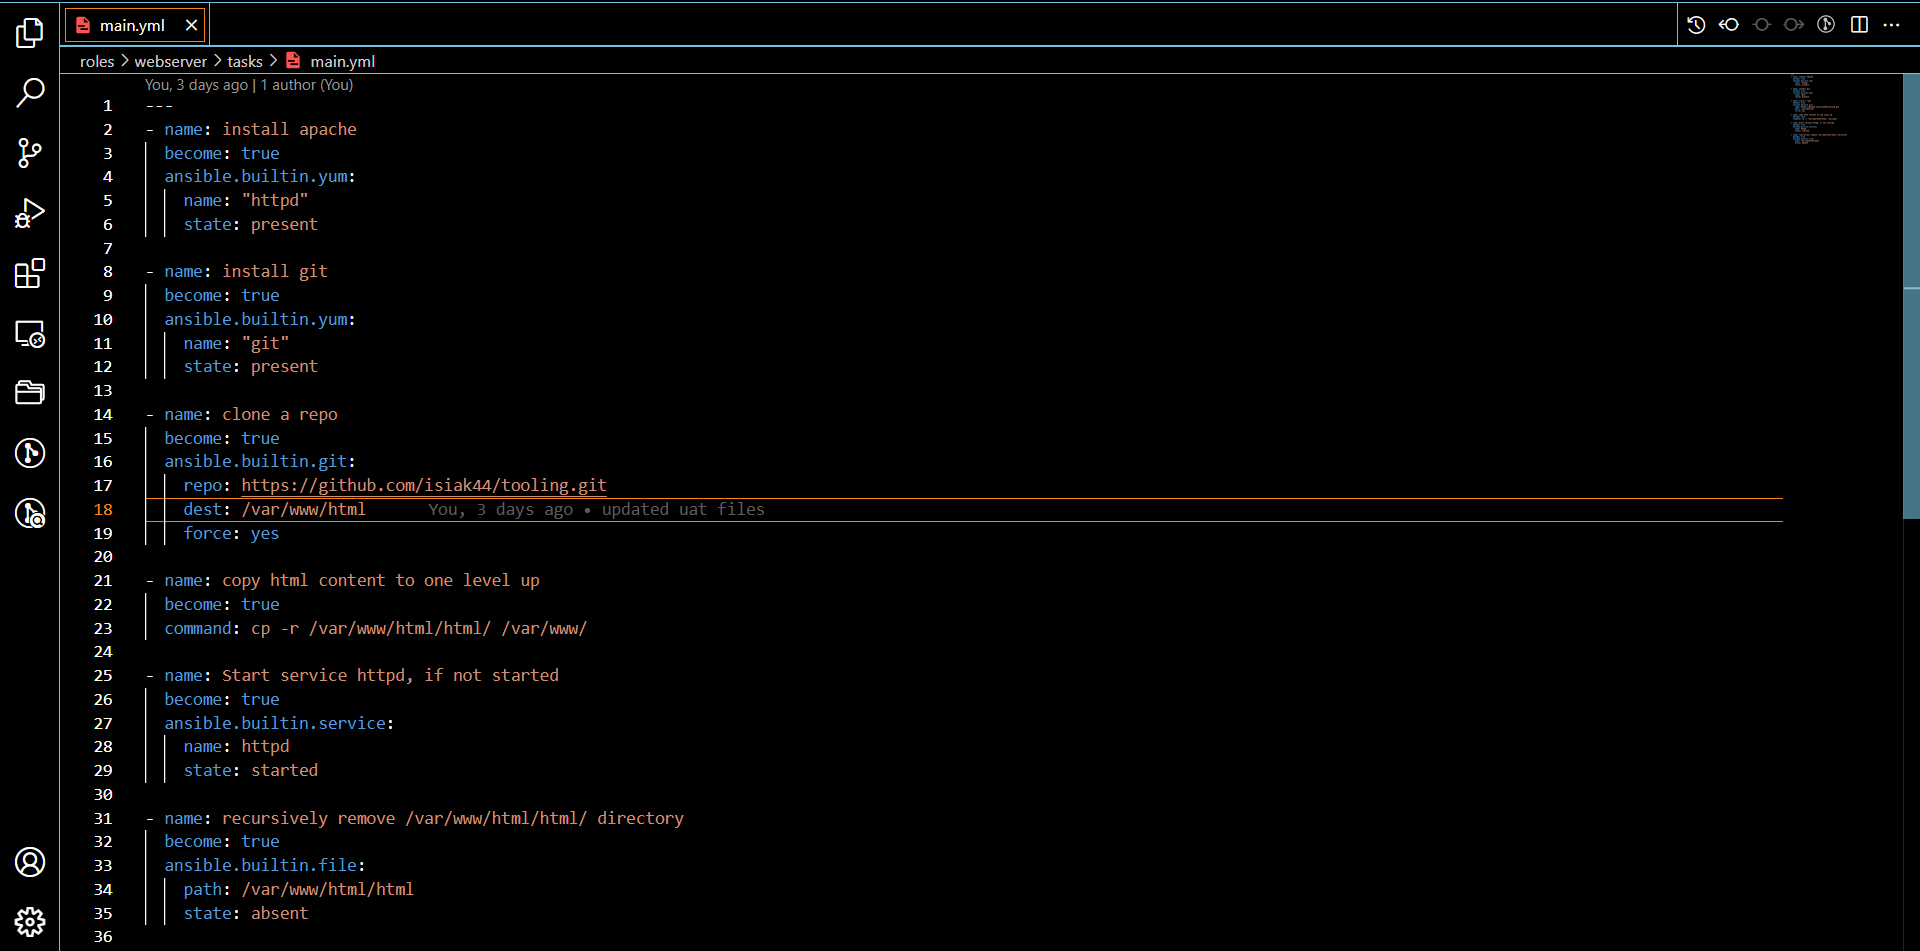 main.yml
roles > webserver > tasks > main.yml
You, 3 days ago | 1 author (You)
1 ---
2 - name: install apache
3   become: true
4   ansible.builtin.yum:
5     name: "httpd"
6     state: present
7
8 - name: install git
9   become: true
10   ansible.builtin.yum:
11     name: "git"
12     state: present
13
14 - name: clone a repo
15   become: true
16   ansible.builtin.git:
17     repo: https://github.com/isiak44/tooling.git
18     dest: /var/www/html You, 3 days ago • updated uat files
19     force: yes
20
21 - name: copy html content to one level up
22   become: true
23   command: cp -r /var/www/html/html/ /var/www/
24
25 - name: Start service httpd, if not started
26   become: true
27   ansible.builtin.service:
28     name: httpd
29     state: started
30
31 - name: recursively remove /var/www/html/html/ directory
32   become: true
33   ansible.builtin.file:
34     path: /var/www/html/html
35     state: absent
36